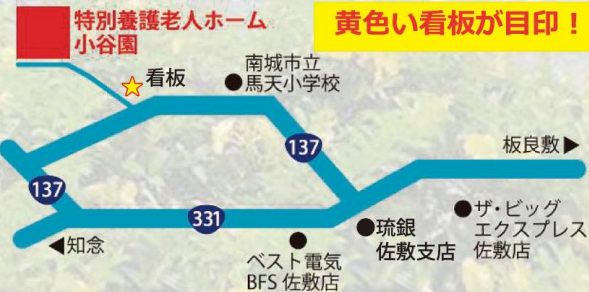 特別養護老人ホーム
小谷園
黄色い看板が目印！
看板
南城市立
馬天小学校
137
板良敷▶
137
331
◀知念
ベスト電気
BFS 佐敷店
琉銀
佐敷支店
ザ・ビッグ
エクスプレス
佐敷店